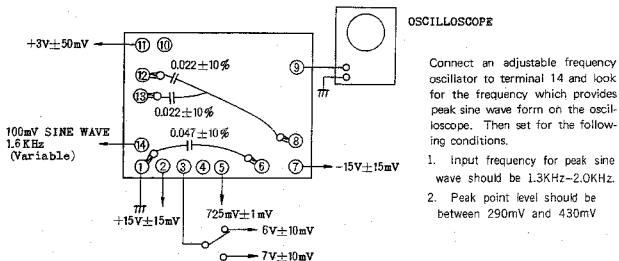 OSCILLOSCOPE
+3V±50mV
⑪ ⑩
0.022±10%
⑫
⑬
0.022±10%
⑨
100mV SINE WAVE
1.6KHz
(Variable)
⑭
0.047±10%
⑧
① ② ③ ④ ⑤ ⑥ ⑦
-15V±15mV
+15V±15mV
725mV±1mV
6V±10mV
7V±10mV
Connect an adjustable frequency
oscillator to terminal 14 and look
for the frequency which provides
peak sine wave form on the oscil-
loscope. Then set for the follow-
ing conditions.
1. Input frequency for peak sine
wave should be 1.3KHz-2.0KHz.
2. Peak point level should be
between 290mV and 430mV